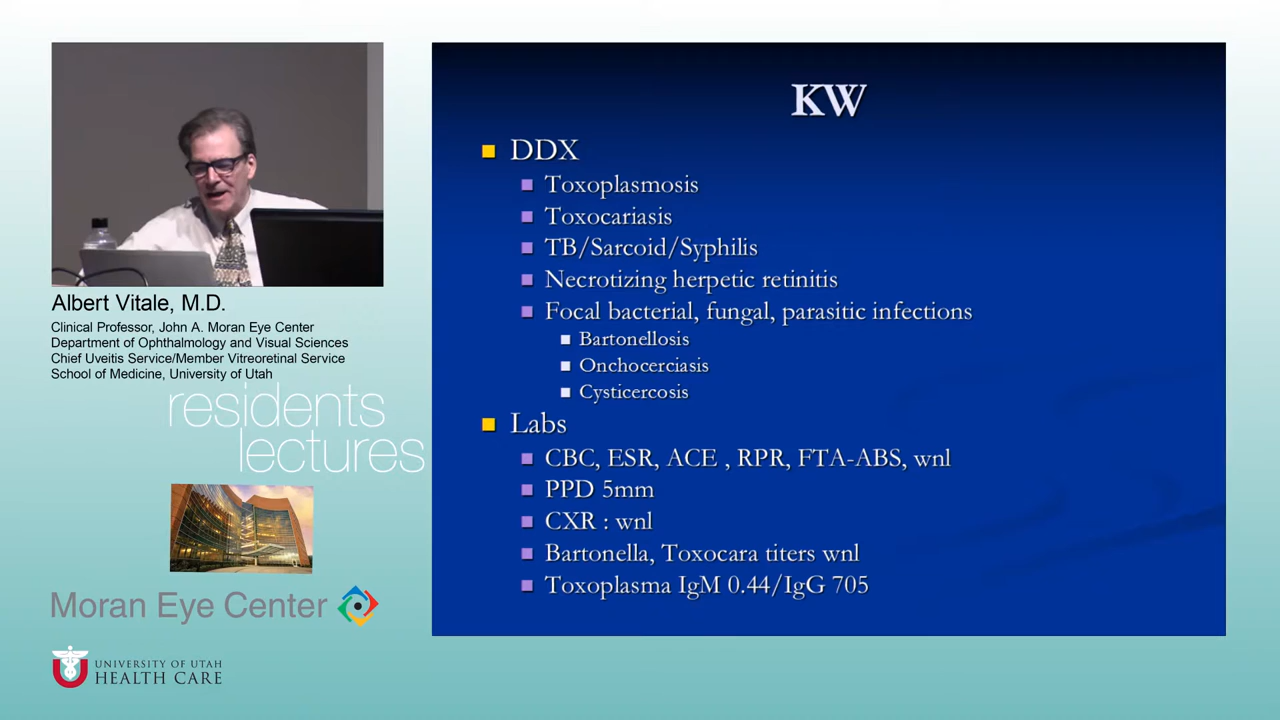 KW
DDX
Toxoplasmosis
Toxocariasis
TB/Sarcoid/Syphilis
Necrotizing herpetic retinitis
Focal bacterial, fungal, parasitic infections
Bartonellosis
Onchocerciasis
Cysticercosis
Labs
CBC, ESR, ACE , RPR, FTA-ABS, wnl
PPD 5mm
CXR : wnl
Bartonella, Toxocara titers wnl
Toxoplasma IgM 0.44/IgG 705
Albert Vitale, M.D.
Clinical Professor, John A. Moran Eye Center
Department of Ophthalmology and Visual Sciences
Chief Uveitis Service/Member Vitreoretinal Service
School of Medicine, University of Utah
residents
lectures
Moran Eye Center
UNIVERSITY OF UTAH
HEALTH CARE